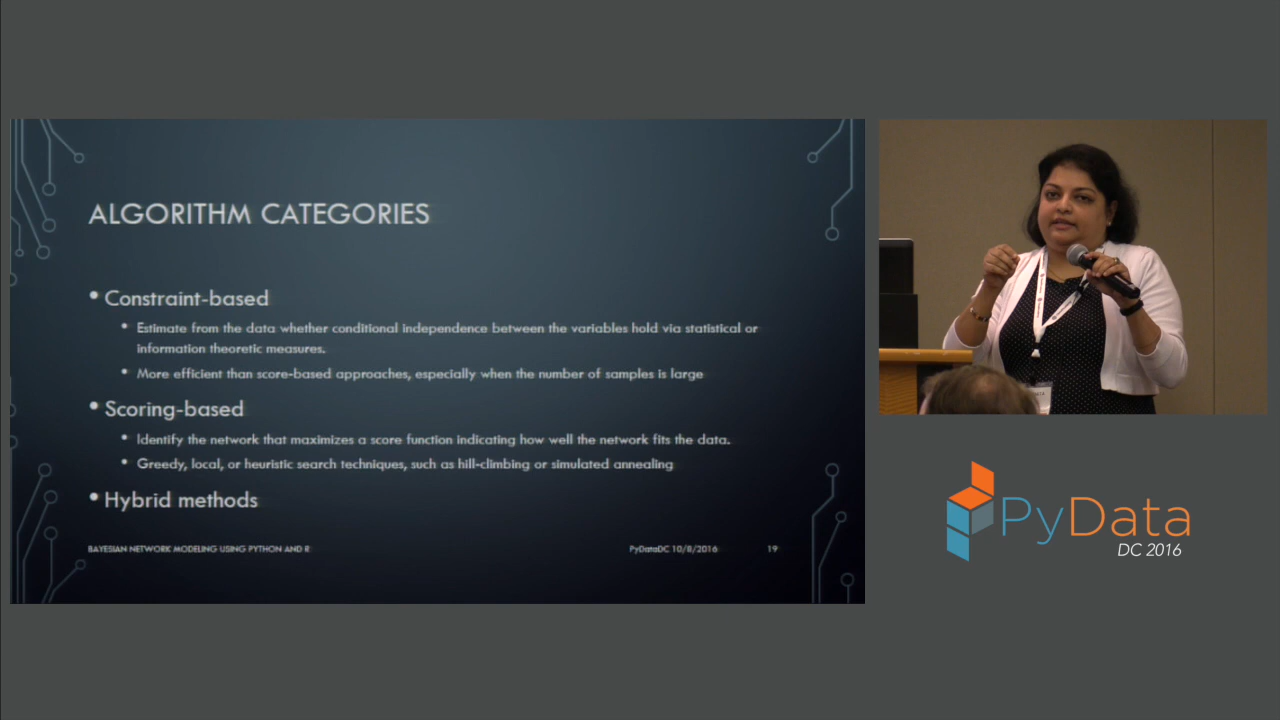 ALGORITHM CATEGORIES
• Constraint-based
• Estimate from the data whether conditional independence between the variables hold via statistical or
information theoretic measures.
• More efficient than score-based approaches, especially when the number of samples is large
• Scoring-based
• Identify the network that maximizes a score function indicating how well the network fits the data.
• Greedy, local, or heuristic search techniques, such as hill-climbing or simulated annealing
• Hybrid methods
BAYESIAN NETWORK MODELING USING PYTHON AND R
PyDataDC 10/8/2016
19
PyData
DC 2016